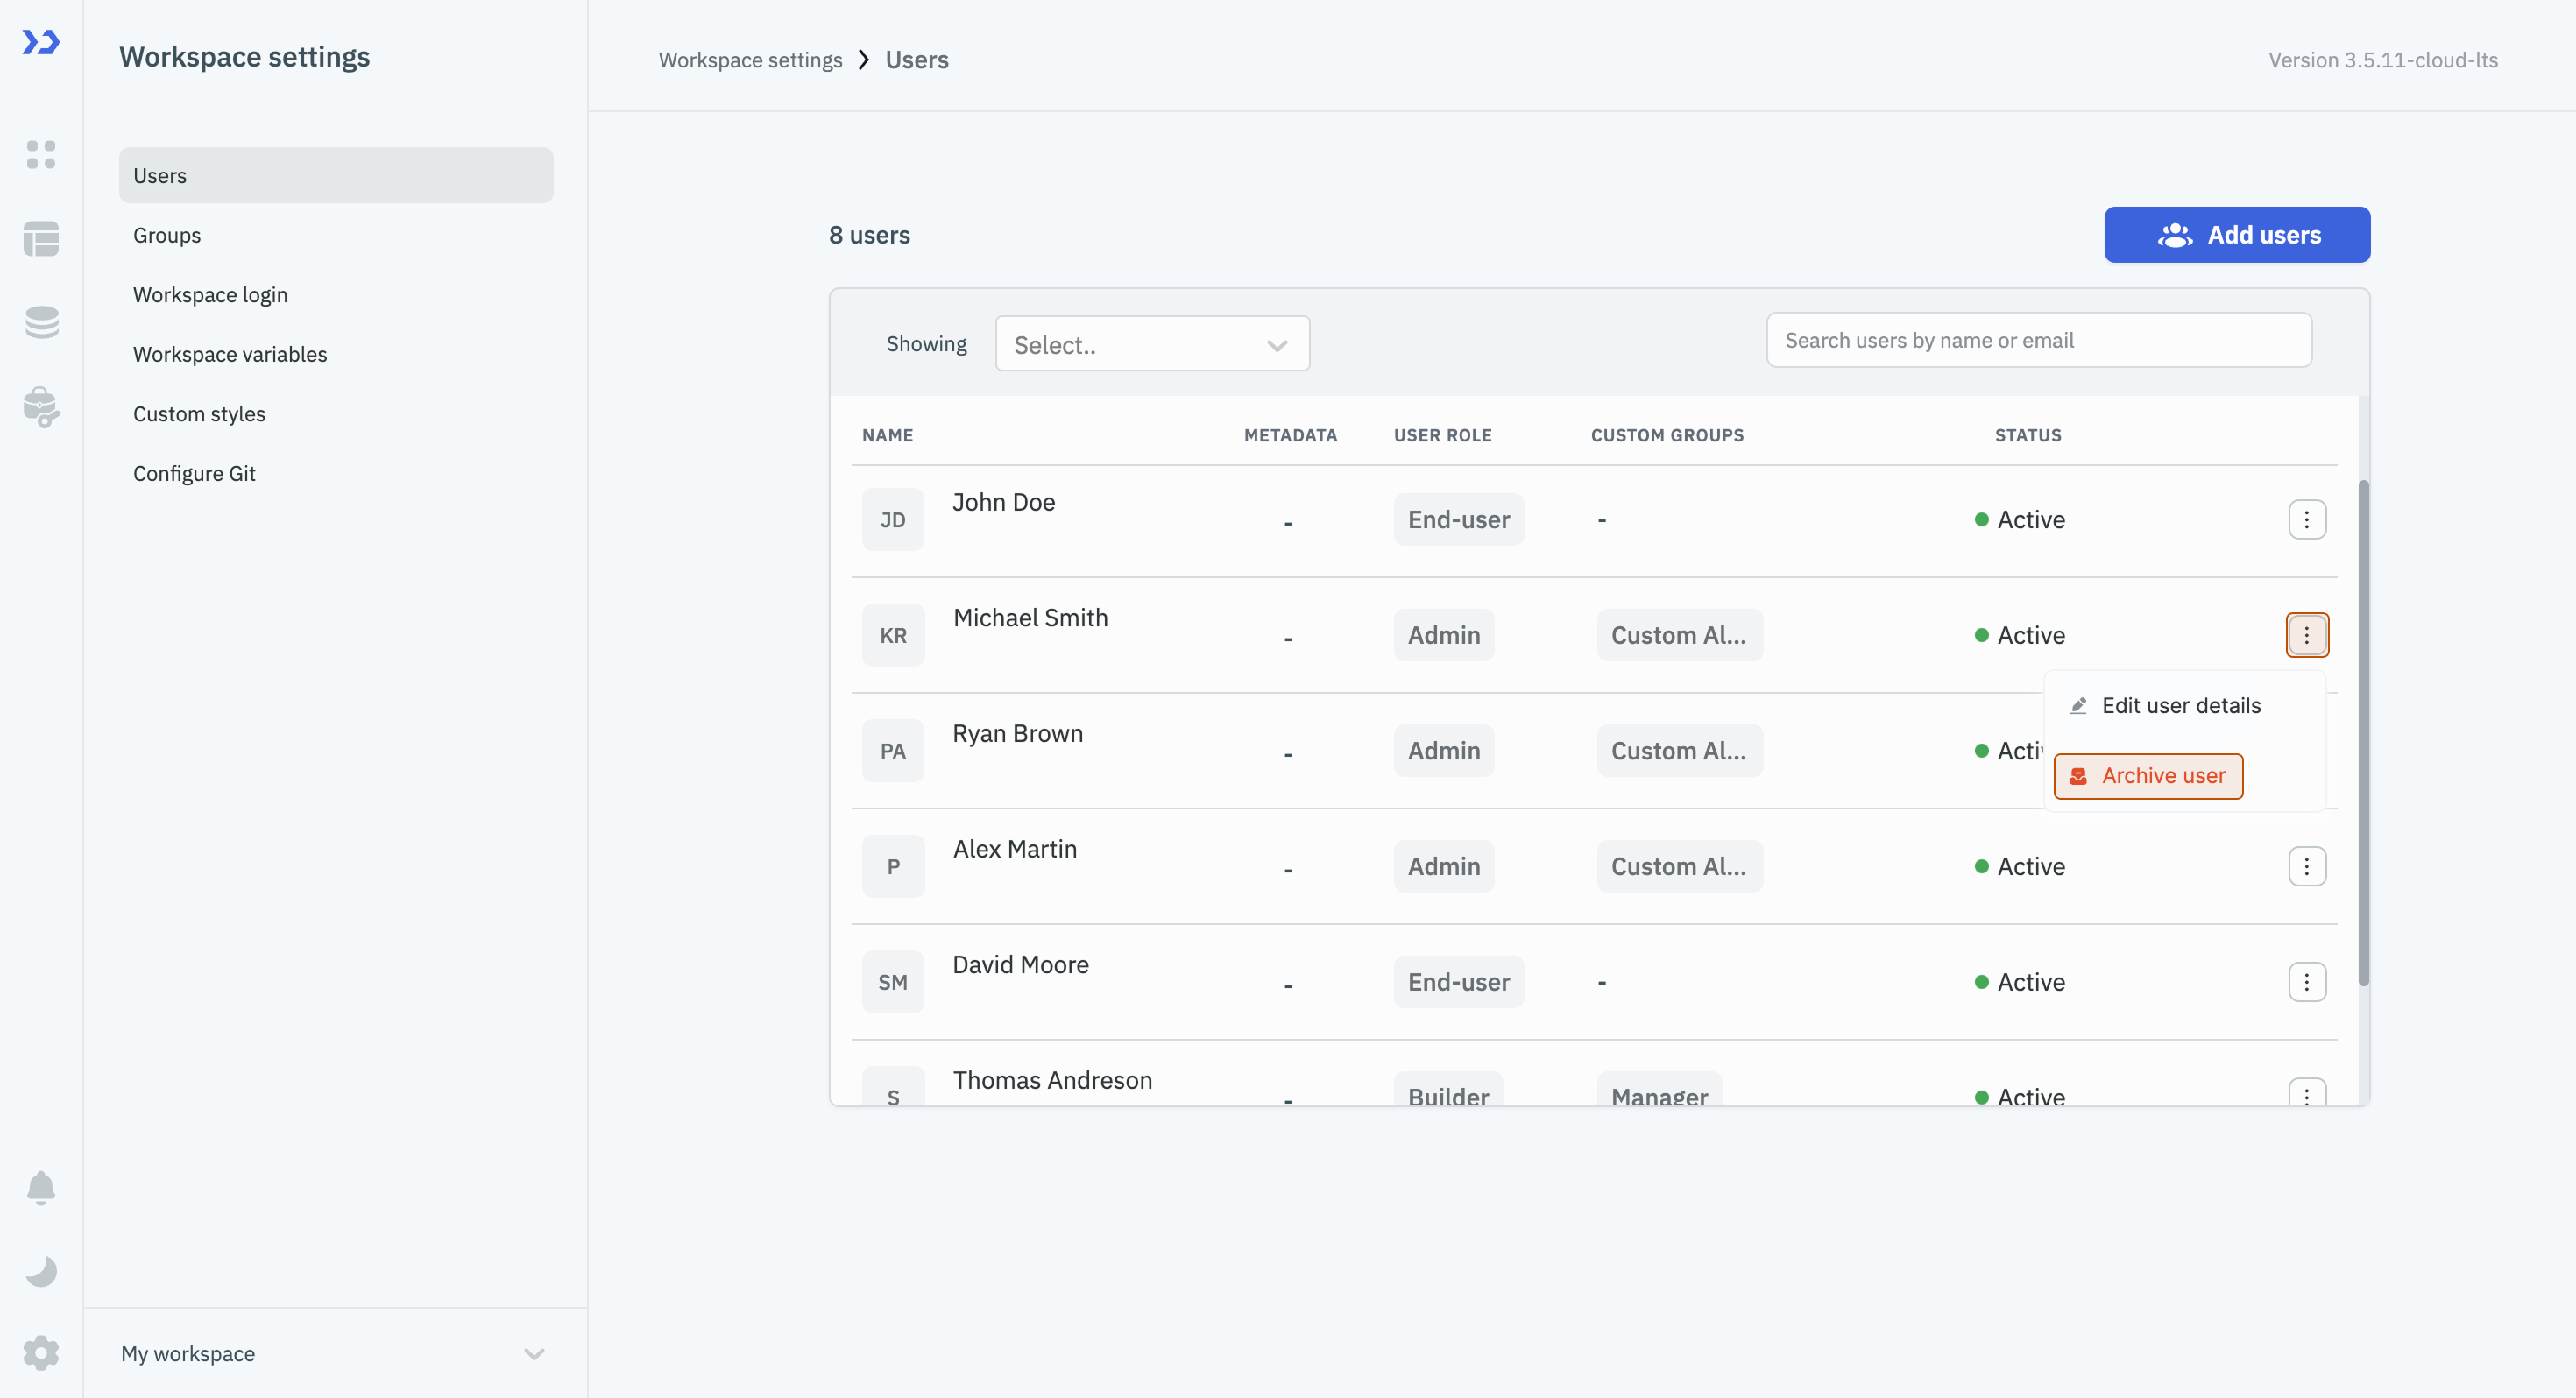 Workspace settings
Workspace settings > Users
Version 3.5.11-cloud-lts
Users
Groups
Workspace login
Workspace variables
Custom styles
Configure Git
My workspace
8 users
Add users
Showing
Select..
Search users by name or email
NAME METADATA USER ROLE CUSTOM GROUPS STATUS
JD John Doe - End-user - Active
KR Michael Smith - Admin Custom Al... Active
Edit user details
PA Ryan Brown - Admin Custom Al... Activ
Archive user
P Alex Martin - Admin Custom Al... Active
SM David Moore - End-user - Active
S Thomas Andreson - Builder Manager Active